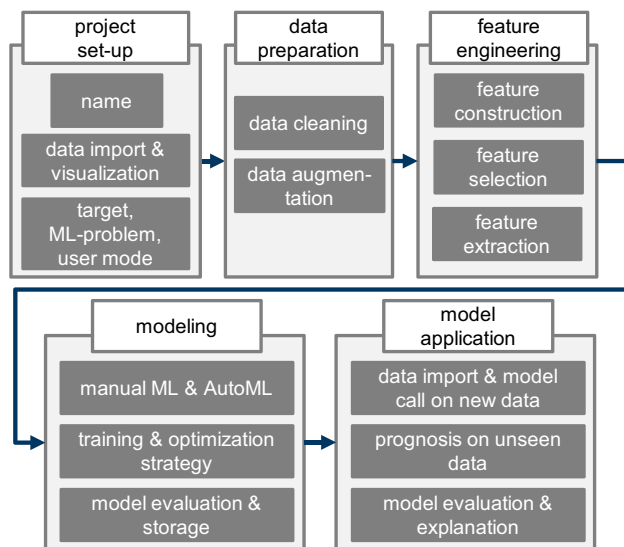 project
set-up
name
data import &
visualization
target,
ML-problem,
user mode
data
preparation
data cleaning
data augmen-
tation
feature
engineering
feature
construction
feature
selection
feature
extraction
modeling
manual ML & AutoML
training & optimization
strategy
model evaluation &
storage
model
application
data import & model
call on new data
prognosis on unseen
data
model evaluation &
explanation